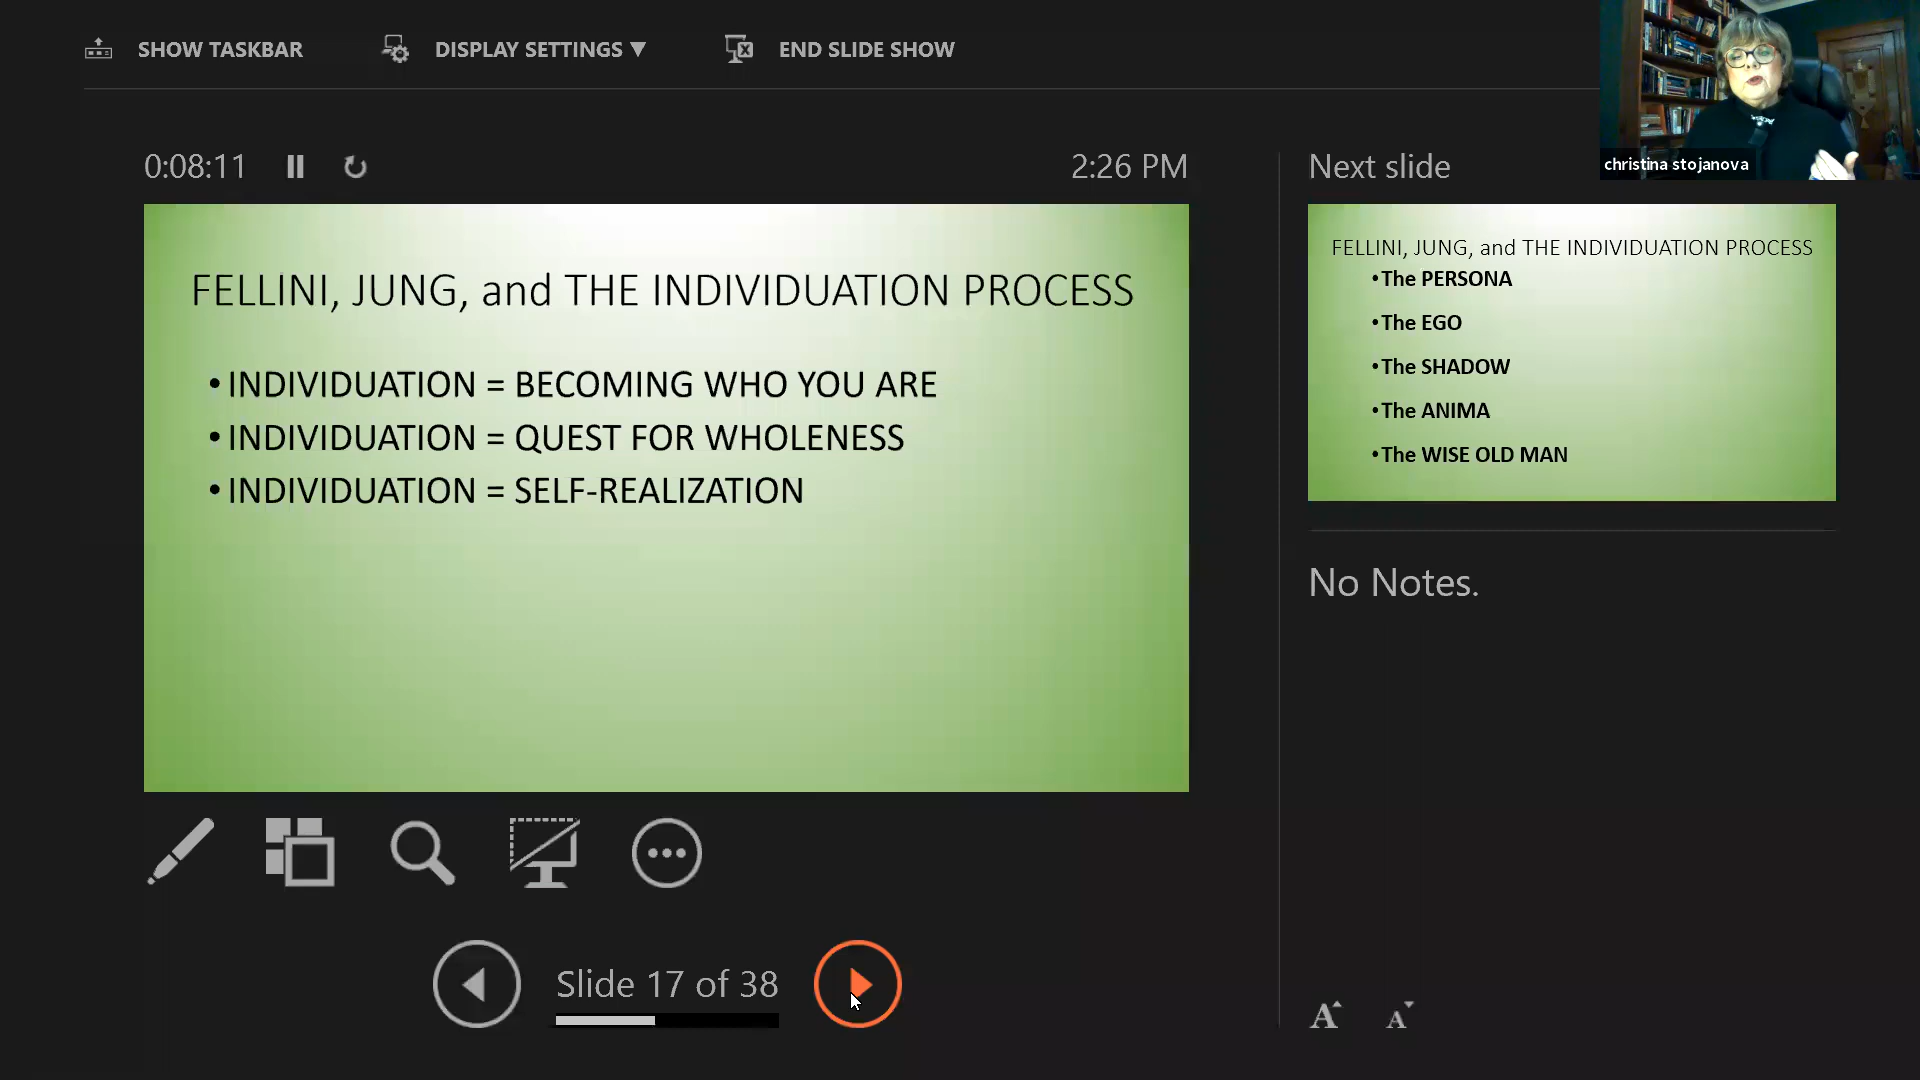 SHOW TASKBAR
DISPLAY SETTINGS ▼
END SLIDE SHOW
christina stojanova
0:08:11
2:26 PM
Next slide
FELLINI, JUNG, and THE INDIVIDUATION PROCESS
• INDIVIDUATION = BECOMING WHO YOU ARE
• INDIVIDUATION = QUEST FOR WHOLENESS
• INDIVIDUATION = SELF-REALIZATION
FELLINI, JUNG, and THE INDIVIDUATION PROCESS
•The PERSONA
•The EGO
•The SHADOW
•The ANIMA
•The WISE OLD MAN
No Notes.
Slide 17 of 38
A A